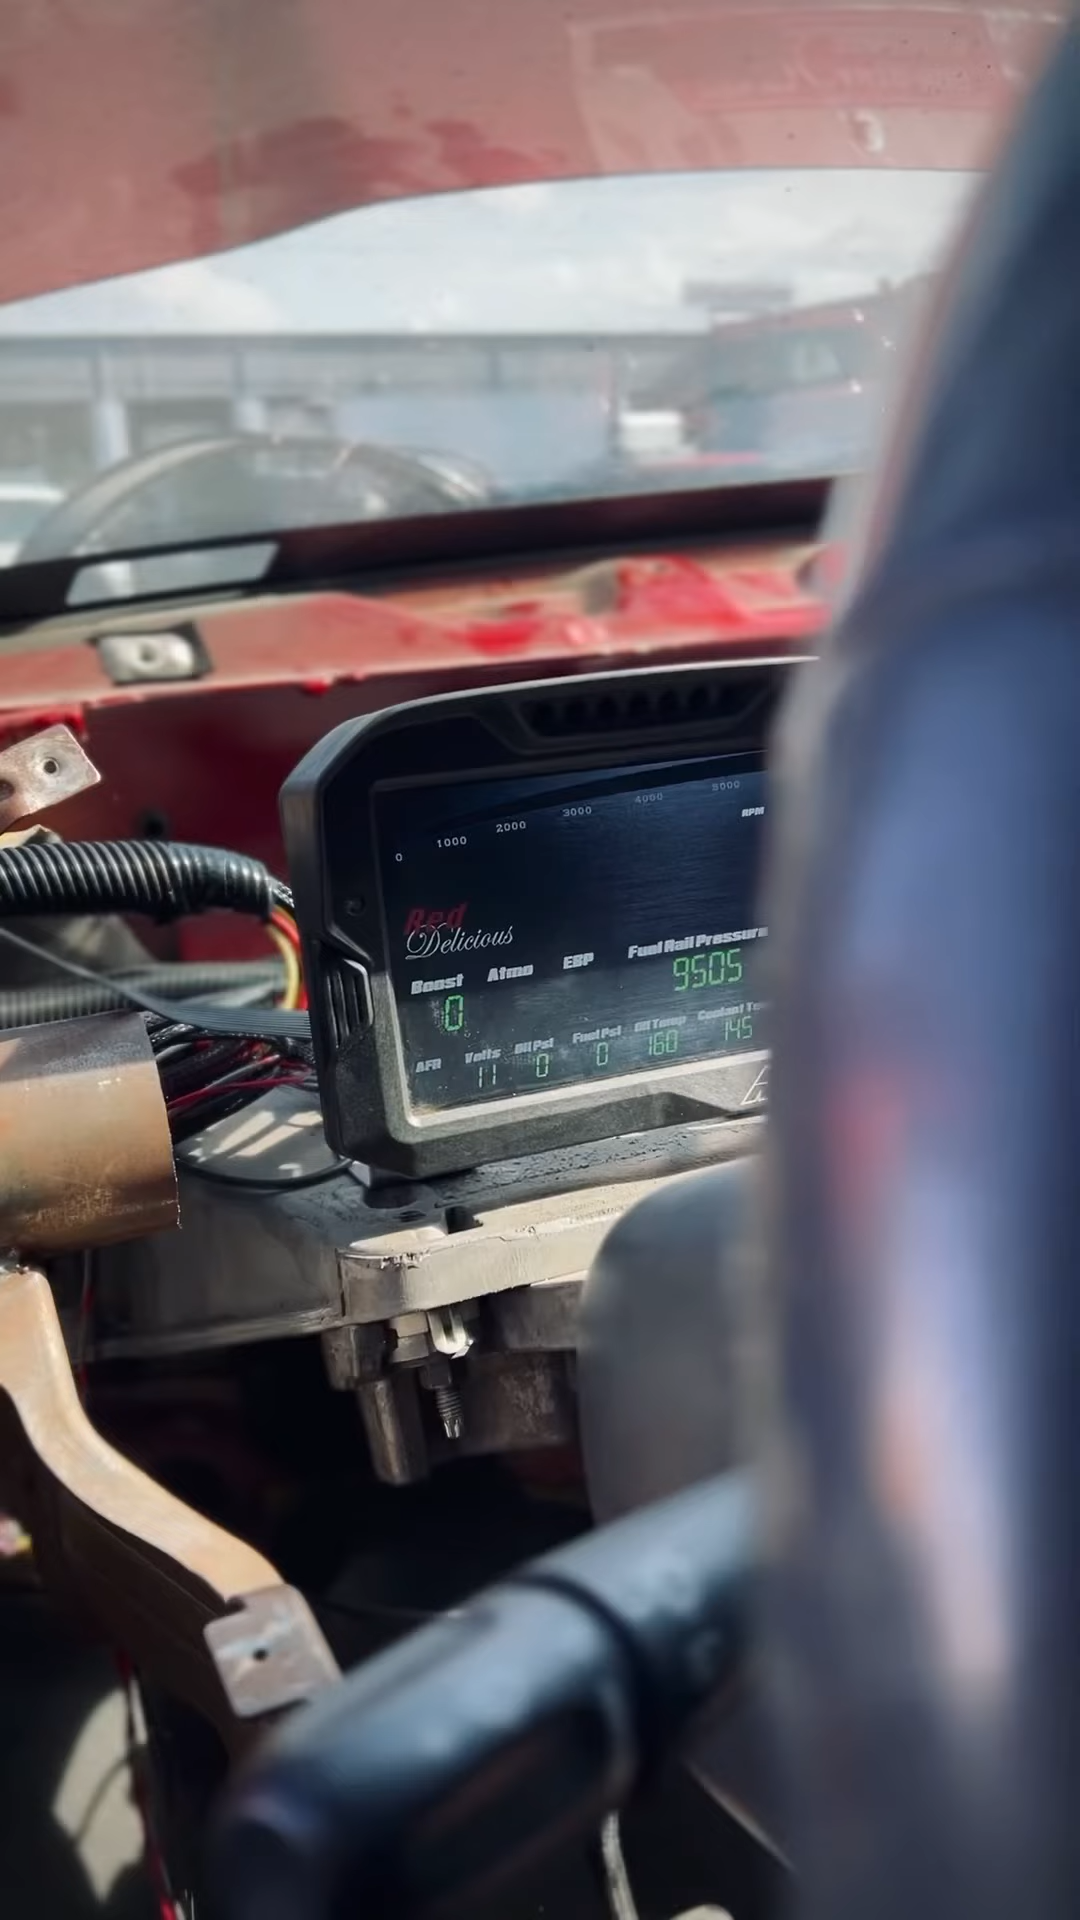 0 1000 2000 3000 4000 5000
RPM
Red
Delicious
Boost Atmo EBP Fuel Rail Pressure
0 9505
AFR Volts Oil Psi Fuel Psi Oil Temp Coolant
11 0 0 160 145